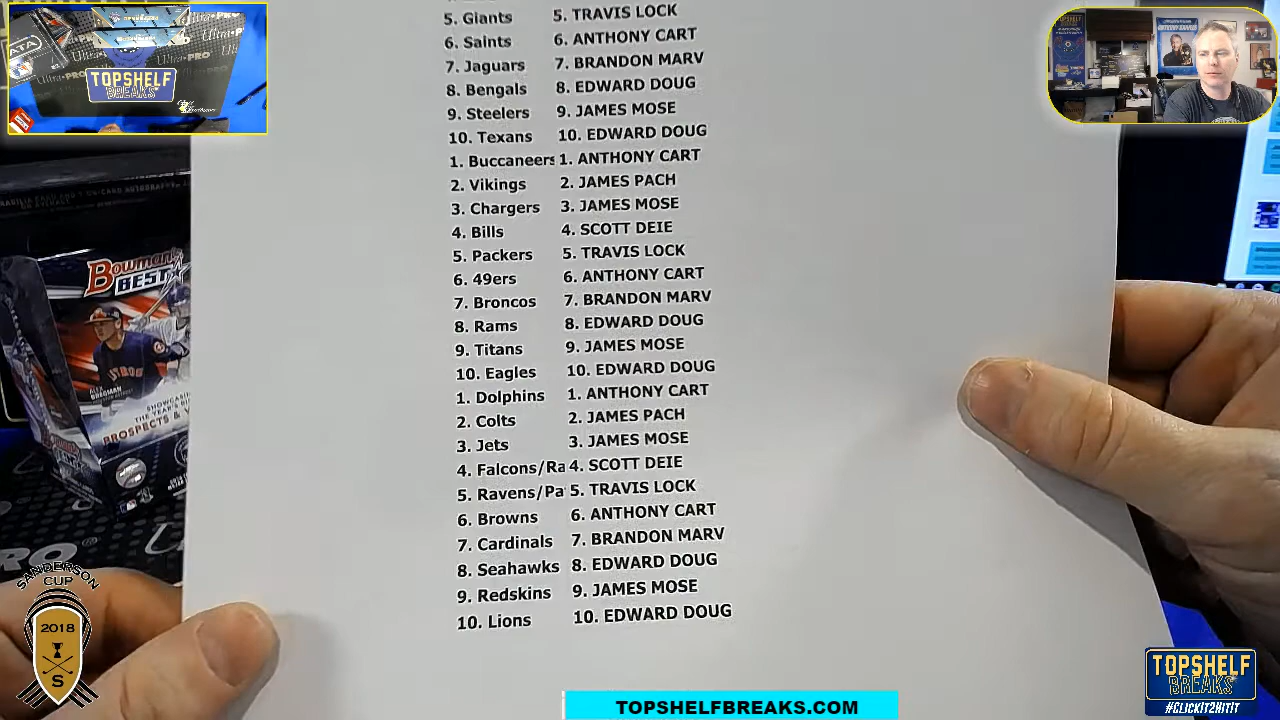 5. Giants 5. TRAVIS LOCK
6. Saints 6. ANTHONY CART
7. Jaguars 7. BRANDON MARV
8. Bengals 8. EDWARD DOUG
9. Steelers 9. JAMES MOSE
10. Texans 10. EDWARD DOUG
1. Buccaneers 1. ANTHONY CART
2. Vikings 2. JAMES PACH
3. Chargers 3. JAMES MOSE
4. Bills 4. SCOTT DEIE
5. Packers 5. TRAVIS LOCK
6. 49ers 6. ANTHONY CART
7. Broncos 7. BRANDON MARV
8. Rams 8. EDWARD DOUG
9. Titans 9. JAMES MOSE
10. Eagles 10. EDWARD DOUG
1. Dolphins 1. ANTHONY CART
2. Colts 2. JAMES PACH
3. Jets 3. JAMES MOSE
4. Falcons/Ra 4. SCOTT DEIE
5. Ravens/Pa 5. TRAVIS LOCK
6. Browns 6. ANTHONY CART
7. Cardinals 7. BRANDON MARV
8. Seahawks 8. EDWARD DOUG
9. Redskins 9. JAMES MOSE
10. Lions 10. EDWARD DOUG
TOPSHELF
BREAKS
Ultra-PRO
BOWMAN'S
BEST
ALEX
BREGMAN
PROSPECTS &
SANDERSON
CUP
2018
S
TOPSHELFBREAKS.COM
TOPSHELF
BREAKS
#CLICKIT2HITIT